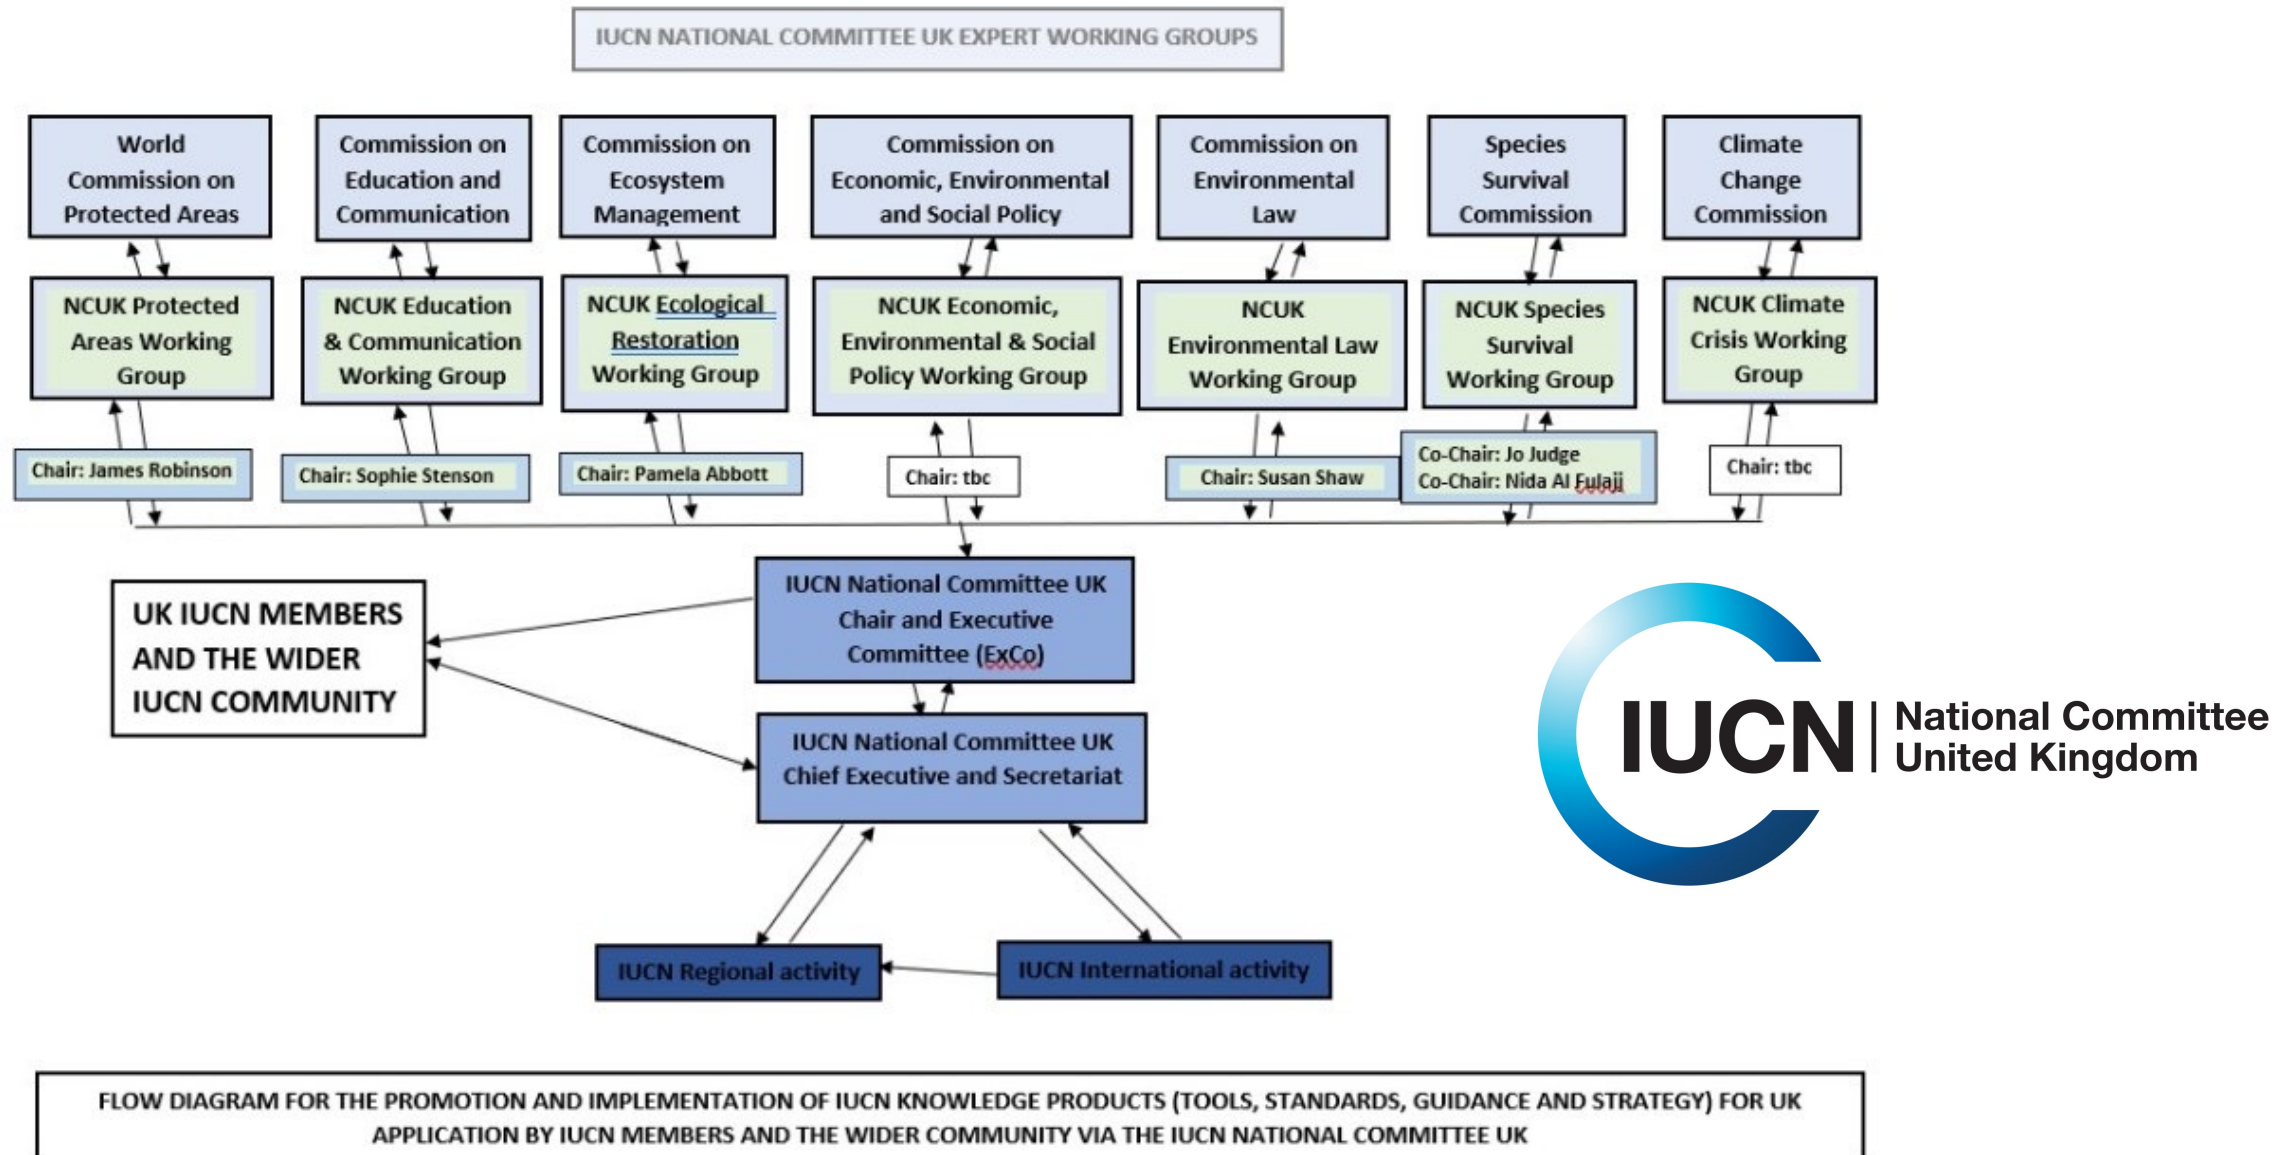 IUCN NATIONAL COMMITTEE UK EXPERT WORKING GROUPS
World
Commission on
Protected Areas
Commission on
Education and
Communication
Commission on
Ecosystem
Management
Commission on
Economic, Environmental
and Social Policy
Commission on
Environmental
Law
Species
Survival
Commission
Climate
Change
Commission
NCUK Protected
Areas Working
Group
NCUK Education
& Communication
Working Group
NCUK Ecological
Restoration
Working Group
NCUK Economic,
Environmental & Social
Policy Working Group
NCUK
Environmental Law
Working Group
NCUK Species
Survival
Working Group
NCUK Climate
Crisis Working
Group
Chair: James Robinson
Chair: Sophie Stenson
Chair: Pamela Abbott
Chair: tbc
Chair: Susan Shaw
Co-Chair: Jo Judge
Co-Chair: Nida Al Fulaij
Chair: tbc
UK IUCN MEMBERS
AND THE WIDER
IUCN COMMUNITY
IUCN National Committee UK
Chair and Executive
Committee (ExCo)
IUCN National Committee UK
Chief Executive and Secretariat
IUCN
National Committee
United Kingdom
IUCN Regional activity
IUCN International activity
FLOW DIAGRAM FOR THE PROMOTION AND IMPLEMENTATION OF IUCN KNOWLEDGE PRODUCTS (TOOLS, STANDARDS, GUIDANCE AND STRATEGY) FOR UK
APPLICATION BY IUCN MEMBERS AND THE WIDER COMMUNITY VIA THE IUCN NATIONAL COMMITTEE UK